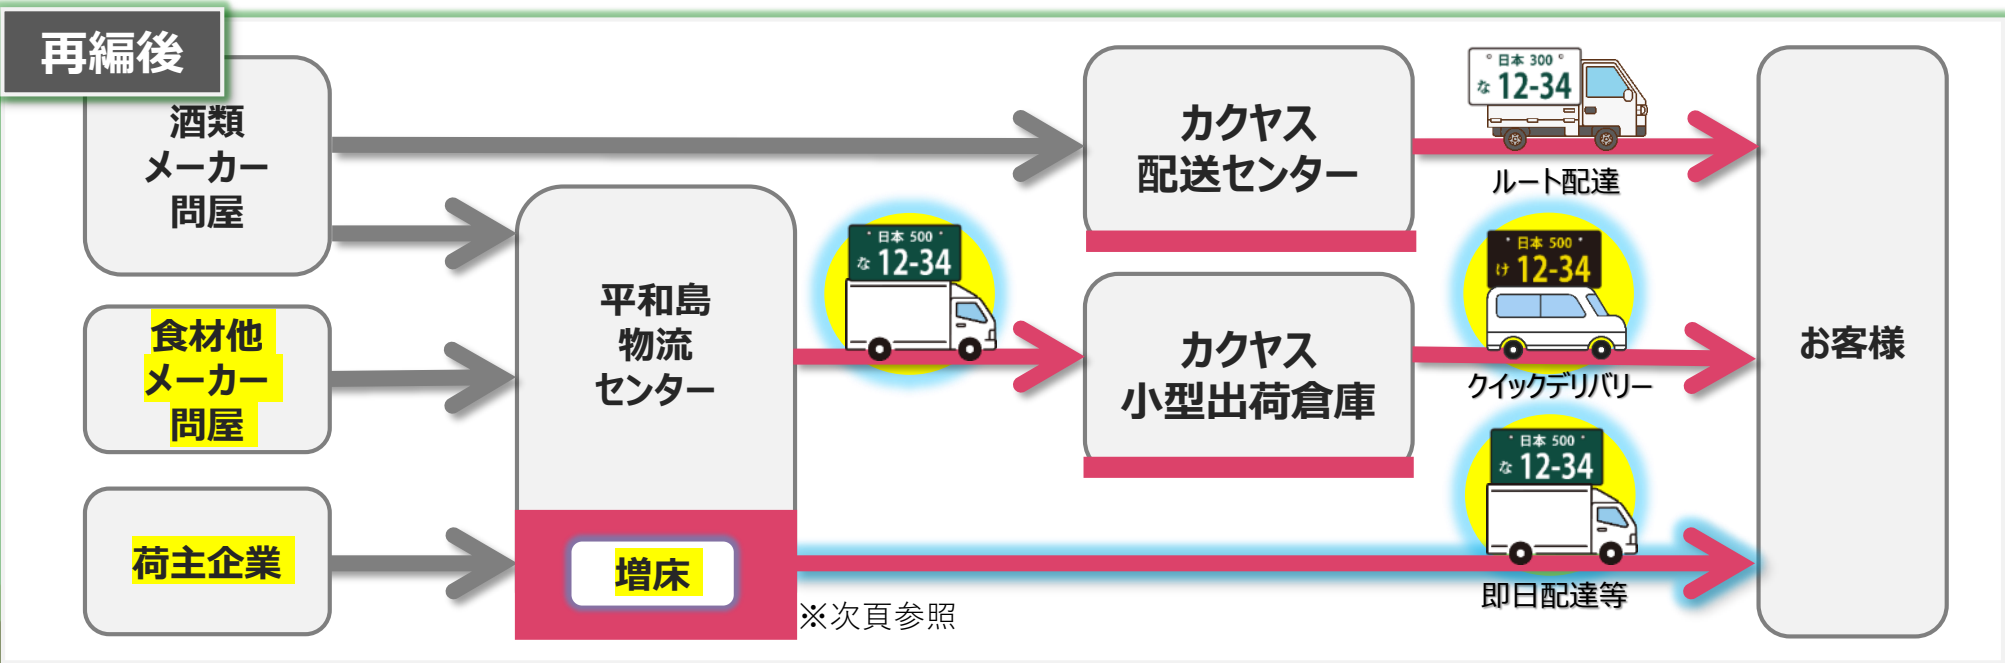 再編後
酒類
メーカー
問屋
食材他
メーカー
問屋
荷主企業
平和島
物流
センター
増床
※次頁参照
日本 500
な 12-34
カクヤス
配送センター
カクヤス
小型出荷倉庫
日本 300
な 12-34
ルート配達
日本 500
け 12-34
クイックデリバリー
日本 500
な 12-34
即日配達等
お客様